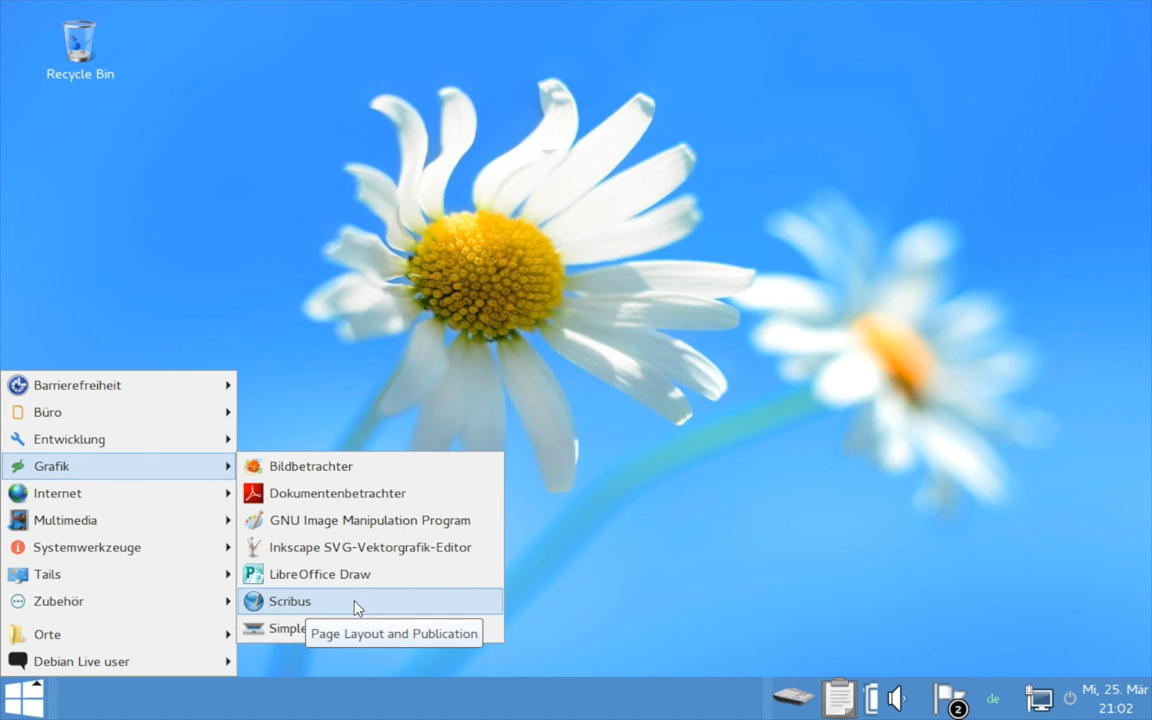 Recycle Bin
Barrierefreiheit
Büro
Entwicklung
Grafik
Internet
Multimedia
Systemwerkzeuge
Tails
Zubehör
Orte
Debian Live user
Bildbetrachter
Dokumentenbetrachter
GNU Image Manipulation Program
Inkscape SVG-Vektorgrafik-Editor
LibreOffice Draw
Scribus
Simple
Page Layout and Publication
2
de
Mi, 25. Mär
21:02